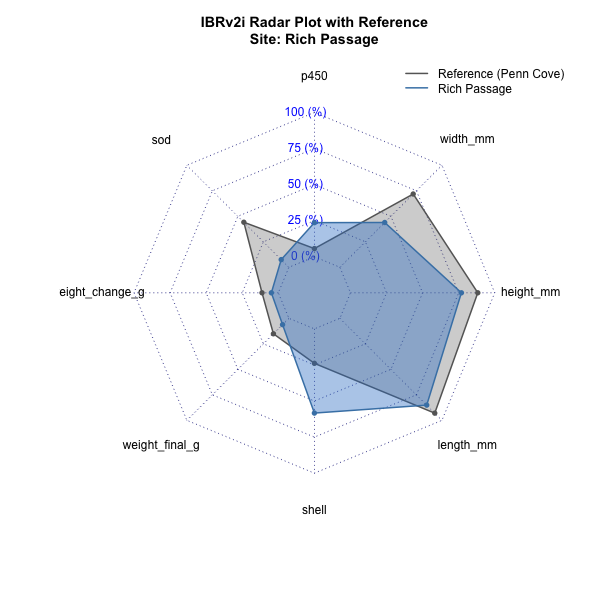 IBRv2i Radar Plot with Reference
Site: Rich Passage
p450
Reference (Penn Cove)
Rich Passage
100 (%)
sod
width_mm
75 (%)
50 (%)
25 (%)
0 (%)
eight_change_g
height_mm
weight_final_g
length_mm
shell